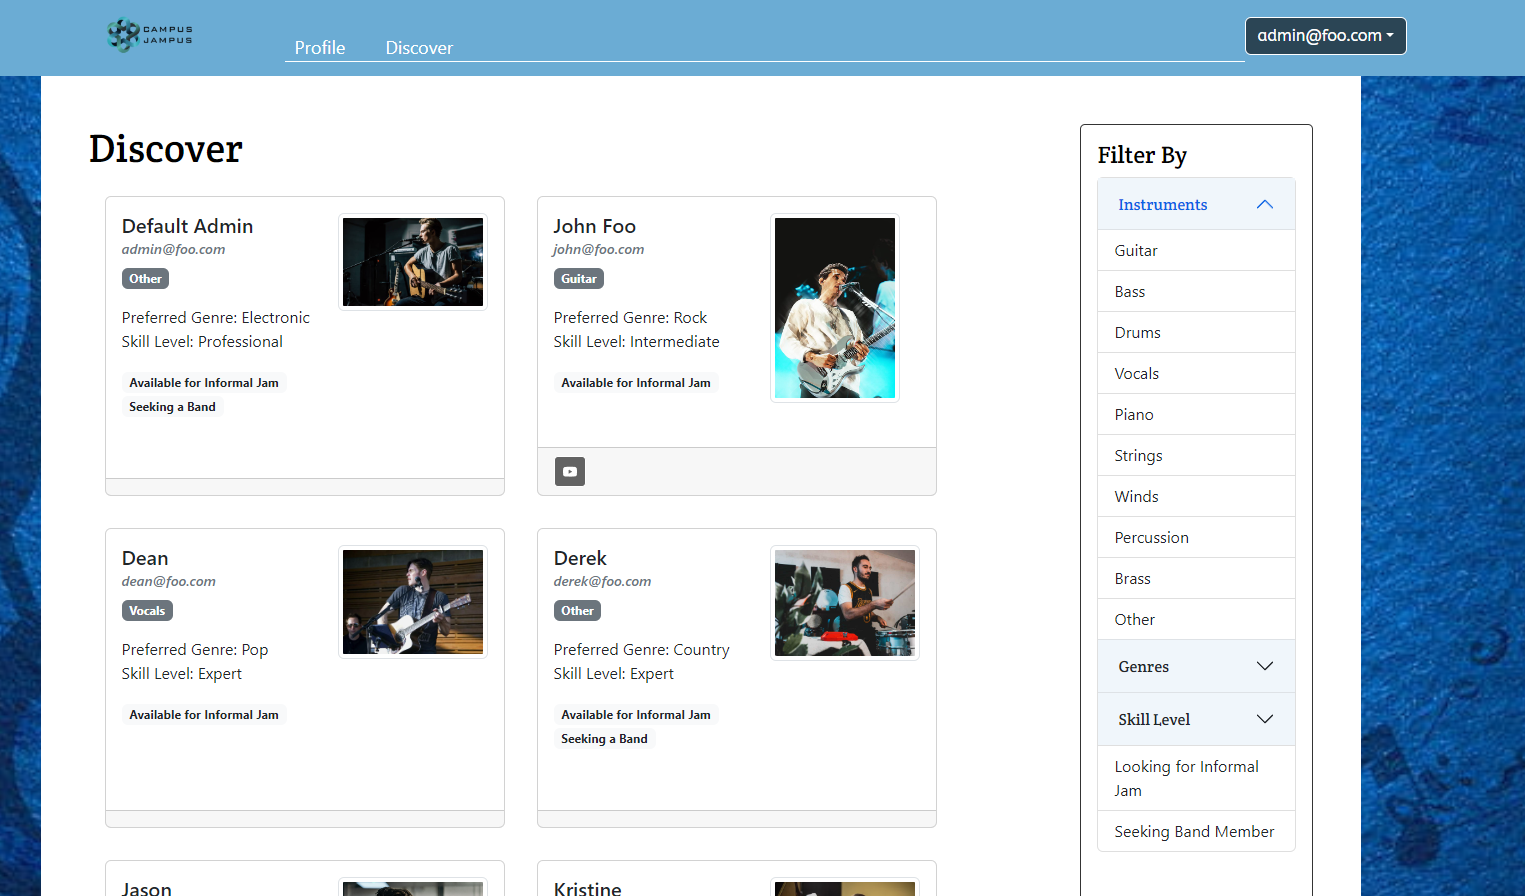 CAMPUS
JAMPUS
Profile
Discover
admin@foo.com
Discover
Default Admin
admin@foo.com
Other
Preferred Genre: Electronic
Skill Level: Professional
Available for Informal Jam
Seeking a Band
John Foo
john@foo.com
Guitar
Preferred Genre: Rock
Skill Level: Intermediate
Available for Informal Jam
Dean
dean@foo.com
Vocals
Preferred Genre: Pop
Skill Level: Expert
Available for Informal Jam
Derek
derek@foo.com
Other
Preferred Genre: Country
Skill Level: Expert
Available for Informal Jam
Seeking a Band
Jason
Kristine
Filter By
Instruments
Guitar
Bass
Drums
Vocals
Piano
Strings
Winds
Percussion
Brass
Other
Genres
Skill Level
Looking for Informal
Jam
Seeking Band Member